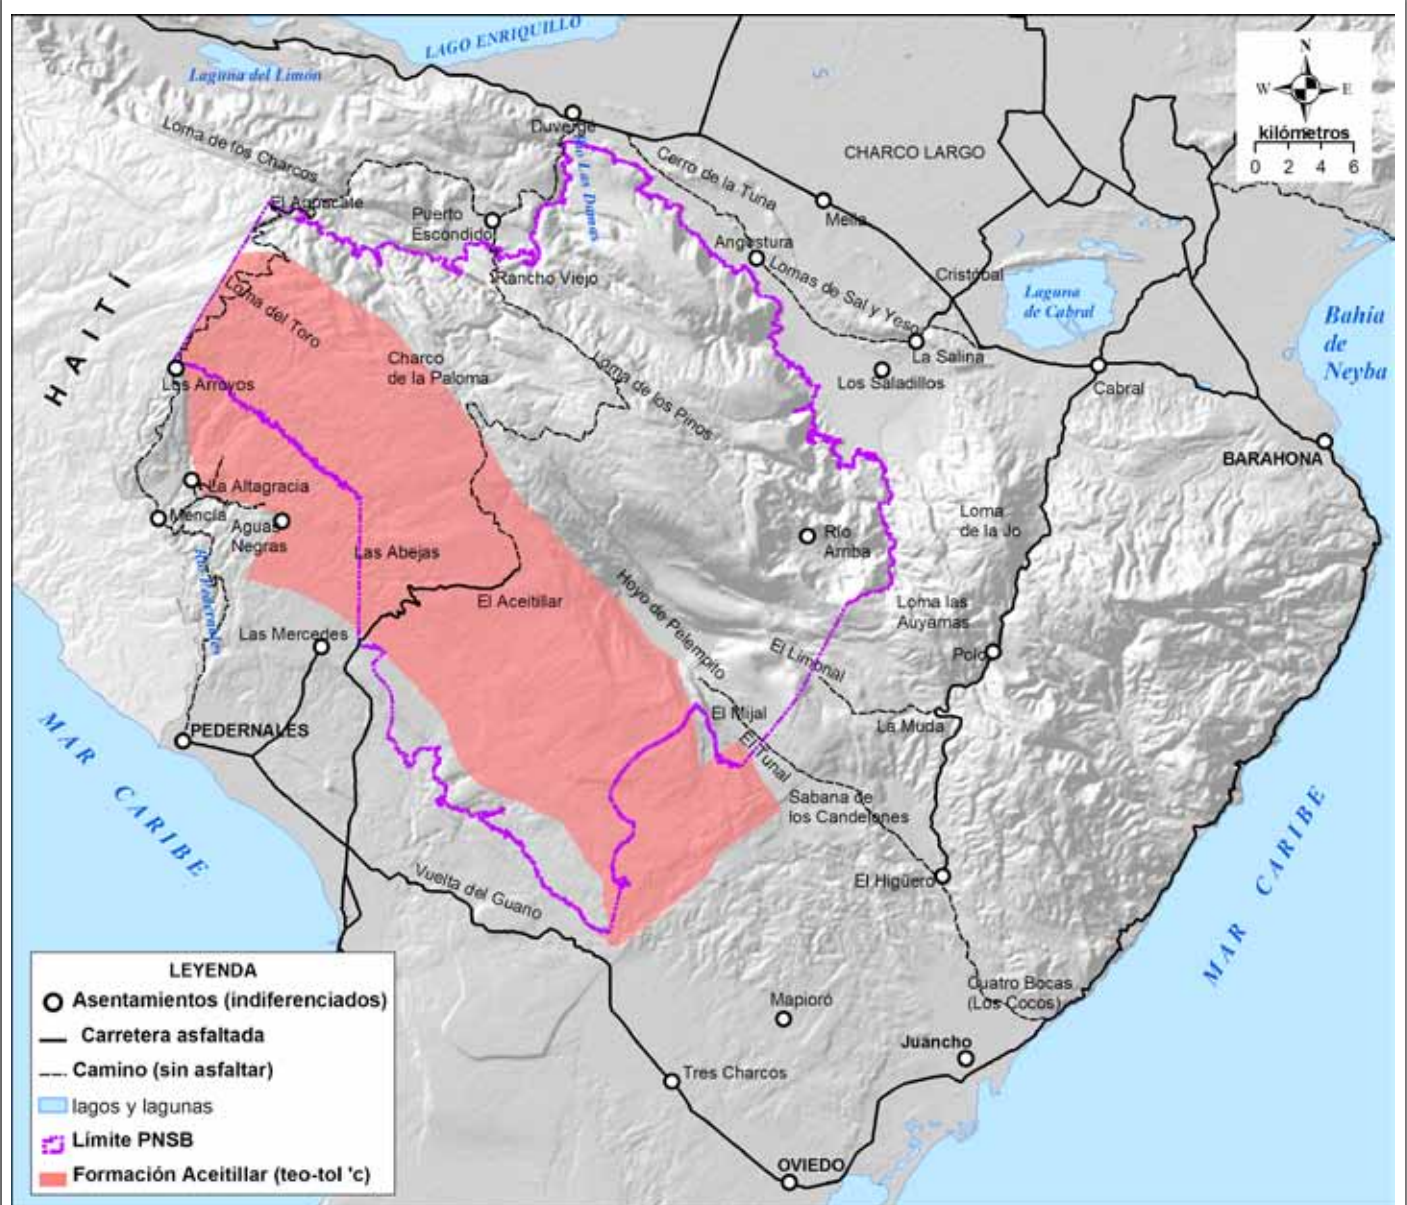 LAGO ENRIQUILLO
Laguna del Limón
N
W
E
S
kilómetros
0 2 4 6
Duvergé
Río Las Damas
Loma de los Charcos
Cerro de la Tuna
CHARCO LARGO
El Aguacate
Puerto
Escondido
Mella
Angostura
Rancho Viejo
Lomas de Sal y Yeso
Cristóbal
Laguna
de Cabral
Bahía
de
Neyba
HAITÍ
Loma del Toro
Charco
de la Paloma
Loma de los Pinos
La Salina
Los Saladillos
Los Arroyos
Cabral
BARAHONA
La Altagracia
Mencía
Aguas
Negras
Las Abejas
Río
Arriba
Loma
de la Jo
Río Pedernales
El Aceitillar
Hoyo de Pelempito
Loma las
Auyamas
Las Mercedes
El Limonal
Polo
PEDERNALES
El Mijal
La Muda
El Tunal
MAR CARIBE
Sabana de
los Candelones
MAR CARIBE
Vuelta del Guano
El Higüero
Cuatro Bocas
(Los Cocos)
Mapioró
Juancho
Tres Charcos
OVIEDO
LEYENDA
Asentamientos (indiferenciados)
Carretera asfaltada
Camino (sin asfaltar)
lagos y lagunas
Límite PNSB
Formación Aceitillar (teo-tol 'c)